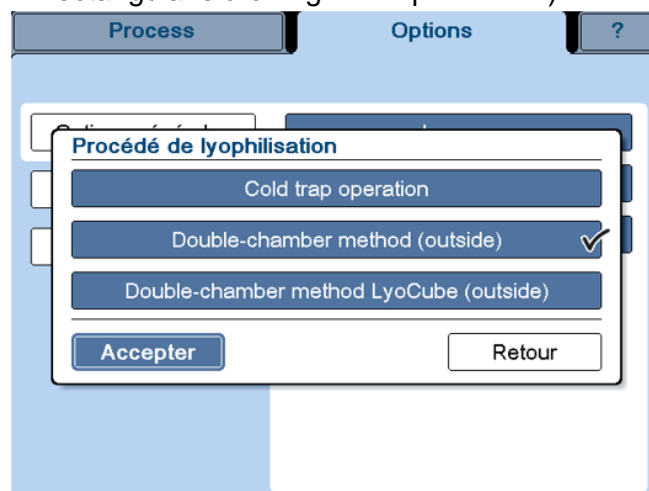 Process Options ?
Procédé de lyophilisation
Cold trap operation
Double-chamber method (outside)
Double-chamber method LyoCube (outside)
Accepter Retour